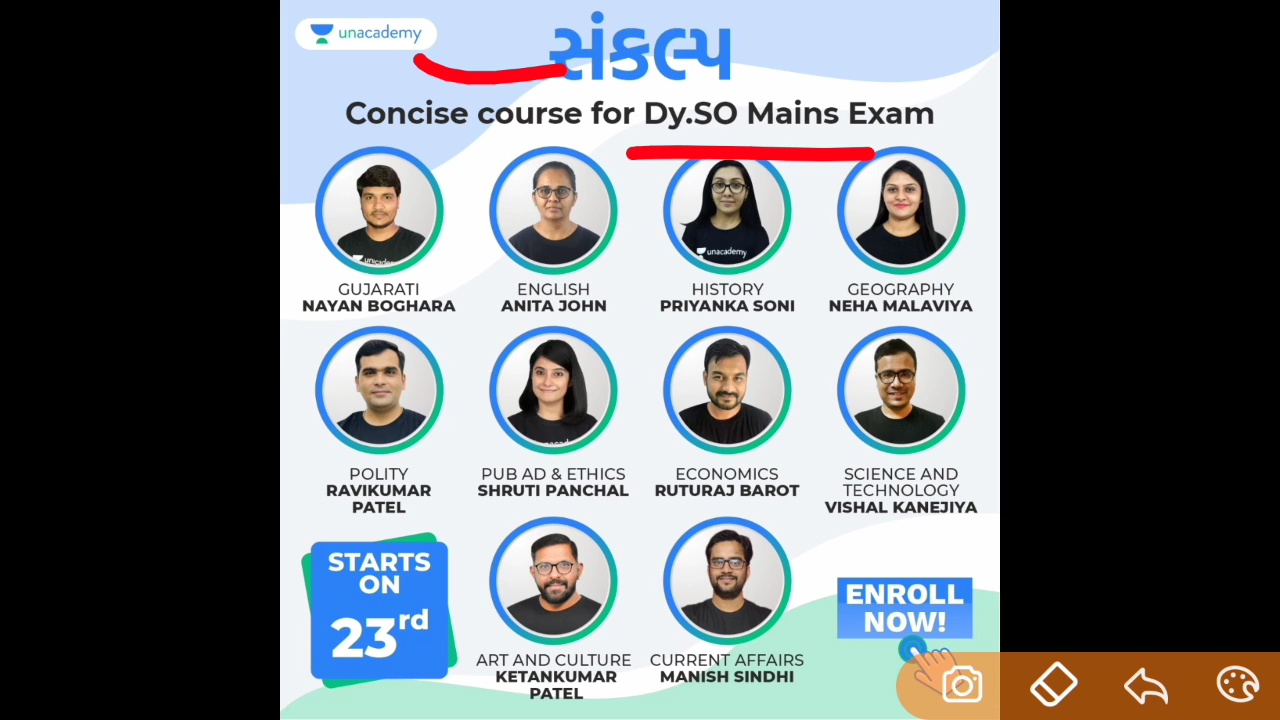 unacademy
સંકલ્પ
Concise course for Dy.SO Mains Exam
unacademy
GUJARATI
NAYAN BOGHARA
ENGLISH
ANITA JOHN
HISTORY
PRIYANKA SONI
GEOGRAPHY
NEHA MALAVIYA
POLITY
RAVIKUMAR
PATEL
PUB AD & ETHICS
SHRUTI PANCHAL
ECONOMICS
RUTURAJ BAROT
SCIENCE AND
TECHNOLOGY
VISHAL KANEJIYA
STARTS
ON
23rd
ART AND CULTURE
KETANKUMAR
PATEL
CURRENT AFFAIRS
MANISH SINDHI
ENROLL
NOW!